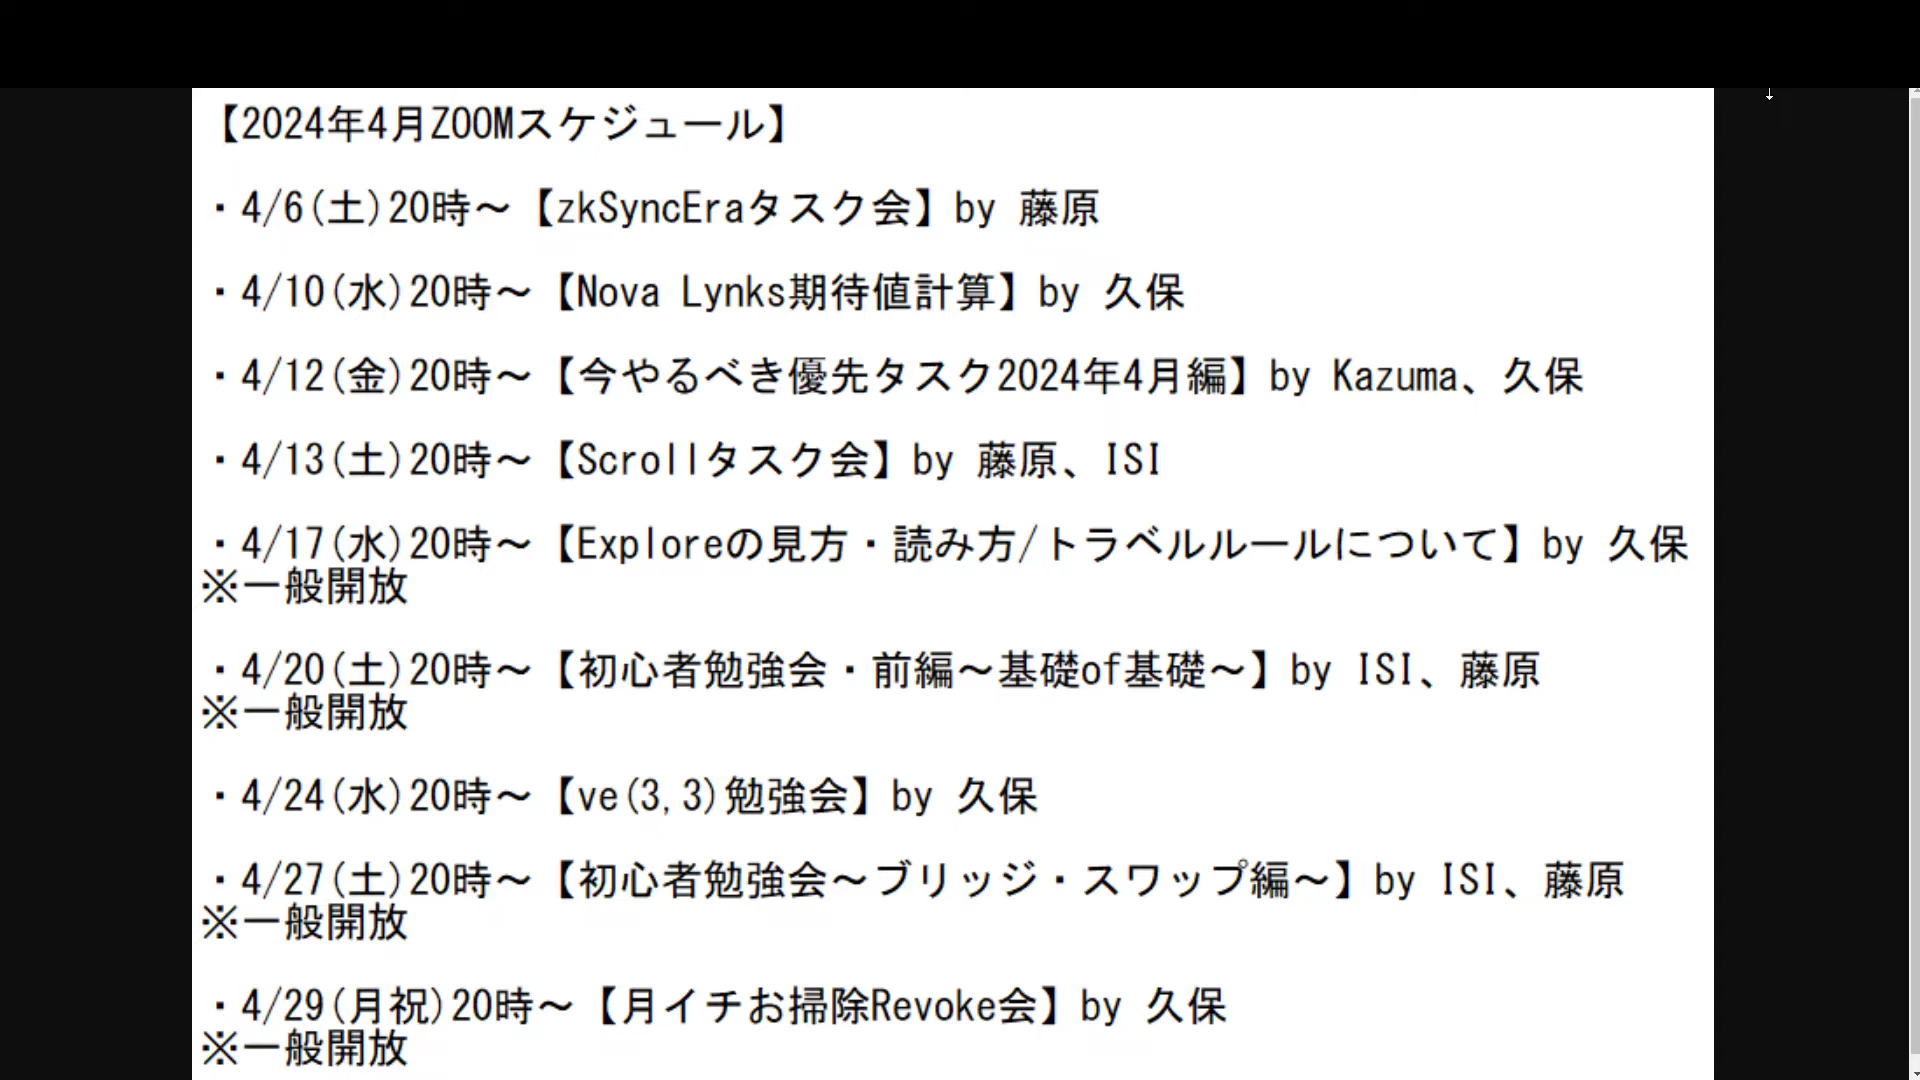 【2024年4月ZOOMスケジュール】
・4/6(土)20時～【zkSyncEraタスク会】by 藤原
・4/10(水)20時～【Nova Lynks期待値計算】by 久保
・4/12(金)20時～【今やるべき優先タスク2024年4月編】by Kazuma、久保
・4/13(土)20時～【Scrollタスク会】by 藤原、ISI
・4/17(水)20時～【Exploreの見方・読み方/トラベルルールについて】by 久保
※一般開放
・4/20(土)20時～【初心者勉強会・前編～基礎of基礎～】by ISI、藤原
※一般開放
・4/24(水)20時～【ve(3,3)勉強会】by 久保
・4/27(土)20時～【初心者勉強会～ブリッジ・スワップ編～】by ISI、藤原
※一般開放
・4/29(月祝)20時～【月イチお掃除Revoke会】by 久保
※一般開放